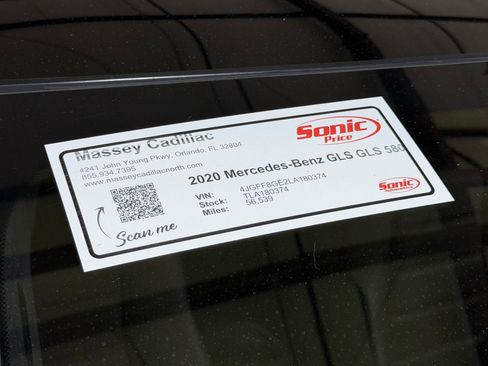 Massey Cadillac
4241 John Young Pkwy, Orlando, FL 32804
855.934.7395
www.masseycadillacnorth.com
Sonic
Price
2020 Mercedes-Benz GLS GLS 580
VIN: 4JGFF8GE2LA180374
Stock: TLA180374
Miles: 56,539
Scan me
Sonic